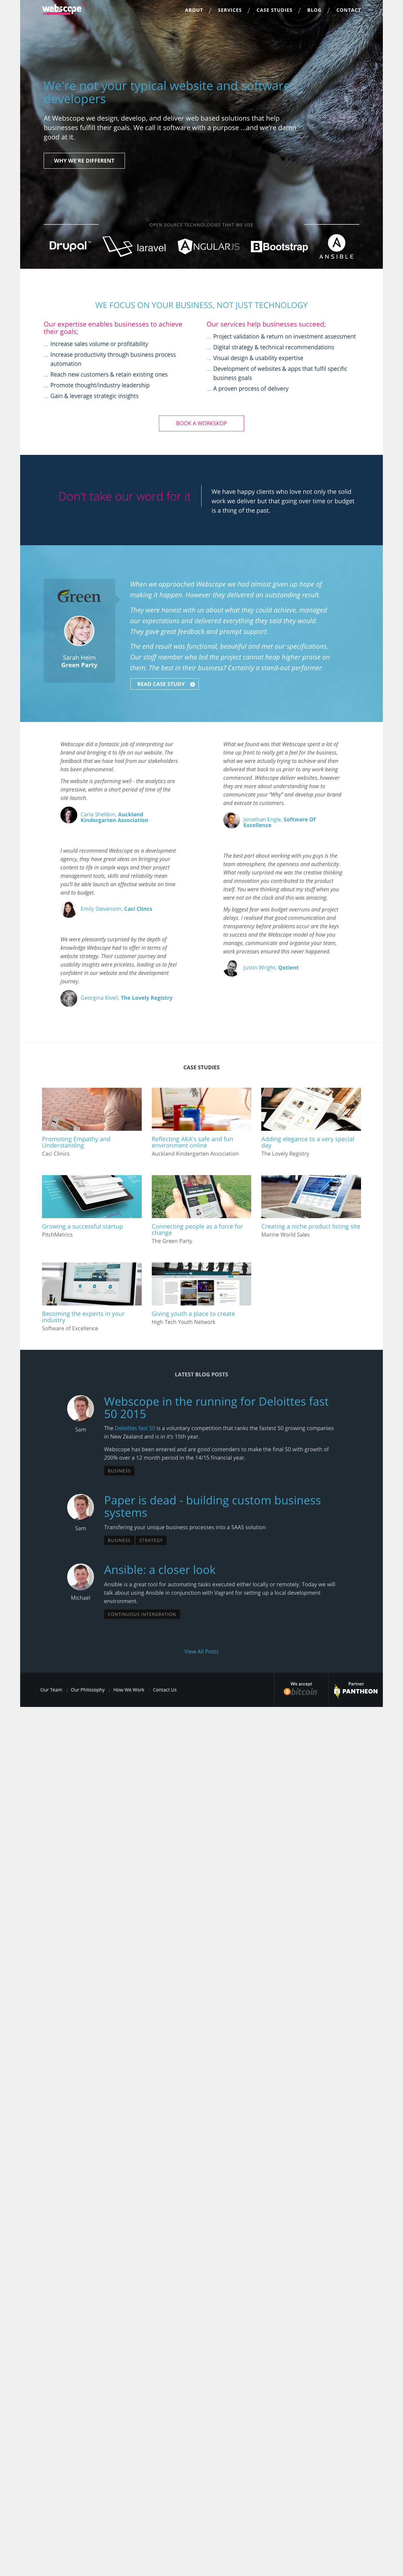 webscope
ABOUT / SERVICES / CASE STUDIES / BLOG / CONTACT
We're not your typical website and software
developers
At Webscope we design, develop, and deliver web based solutions that help
businesses fulfill their goals. We call it software with a purpose ...and we're damn
good at it.
WHY WE'RE DIFFERENT
OPEN SOURCE TECHNOLOGIES THAT WE USE
Drupal™ laravel ANGULARJS B Bootstrap A ANSIBLE
WE FOCUS ON YOUR BUSINESS, NOT JUST TECHNOLOGY
Our expertise enables businesses to achieve
their goals;
... Increase sales volume or profitability
... Increase productivity through business process
automation
... Reach new customers & retain existing ones
... Promote thought/industry leadership
... Gain & leverage strategic insights
Our services help businesses succeed;
... Project validation & return on investment assessment
... Digital strategy & technical recommendations
... Visual design & usability expertise
... Development of websites & apps that fulfil specific
business goals
... A proven process of delivery
BOOK A WORKSHOP
Don't take our word for it
We have happy clients who love not only the solid
work we deliver but that going over time or budget
is a thing of the past.
Green
Sarah Helm
Green Party
When we approached Webscope we had almost given up hope of
making it happen. However they delivered an outstanding result.
They were honest with us about what they could achieve, managed
our expectations and delivered everything they said they would.
They gave great feedback and prompt support.
The end result was functional, beautiful and met our specifications.
Our staff member who led the project cannot heap higher praise on
them. The best in their business? Certainly a stand-out performer.
READ CASE STUDY
Webscope did a fantastic job of interpreting our
brand and bringing it to life on our website. The
feedback that we have had from our stakeholders
has been phenomenal.
The website is performing well - the analytics are
impressive, within a short period of time of the
site launch.
Carla Sheldon, Auckland
Kindergarten Association
I would recommend Webscope as a development
agency, they have great ideas on bringing your
content to life in simple ways and their project
management tools, skills and reliability mean
you'll be able launch an effective website on time
and to budget.
Emily Stevenson, Caci Clincs
We were pleasantly surprised by the depth of
knowledge Webscope had to offer in terms of
website strategy. Their customer journey and
usability insights were priceless, leading us to feel
confident in our website and the development
journey.
Georgina Kivell, The Lovely Registry
What we found was that Webscope spent a lot of
time up front to really get a feel for the business,
what we were actually trying to achieve and then
delivered that back to us prior to any work being
commenced. Webscope deliver websites, however
they are more about understanding how to
communicate your "Why" and develop your brand
and execute to customers.
Jonathan Engle, Software Of
Excellence
The best part about working with you guys is the
team atmosphere, the openness and authenticity.
What really surprised me was the creative thinking
and innovation you contributed to the product
itself. You were thinking about my stuff when you
were not on the clock and this was amazing.
My biggest fear was budget overruns and project
delays. I realised that good communication and
transparency before problems occur are the keys
to success and the Webscope model of how you
manage, communicate and organise your team,
work processes ensured this never happened.
Justin Wright, Qotient
CASE STUDIES
Promoting Empathy and
Understanding
Caci Clinics
Reflecting AKA's safe and fun
environment online
Auckland Kindergarten Association
Adding elegance to a very special
day
The Lovely Registry
Growing a successful startup
PitchMetrics
Connecting people as a force for
change
The Green Party
Creating a niche product listing site
Marine World Sales
Becoming the experts in your
industry
Software of Excellence
Giving youth a place to create
High Tech Youth Network
LATEST BLOG POSTS
Sam
Webscope in the running for Deloittes fast
50 2015
The Deloittes fast 50 is a voluntary competition that ranks the fastest 50 growing companies
in New Zealand and is in it's 15th year.
Webscope has been entered and are good contenders to make the final 50 with growth of
200% over a 12 month period in the 14/15 financial year.
BUSINESS
Sam
Paper is dead - building custom business
systems
Transfering your unique business processes into a SAAS solution
BUSINESS STRATEGY
Michael
Ansible: a closer look
Ansible is a great tool for automating tasks executed either locally or remotely. Today we will
talk about using Ansible in conjunction with Vagrant for setting up a local development
environment.
CONTINUOUS INTERGRATION
View All Posts
Our Team Our Philosophy How We Work Contact Us
We accept
bitcoin
Partner
PANTHEON